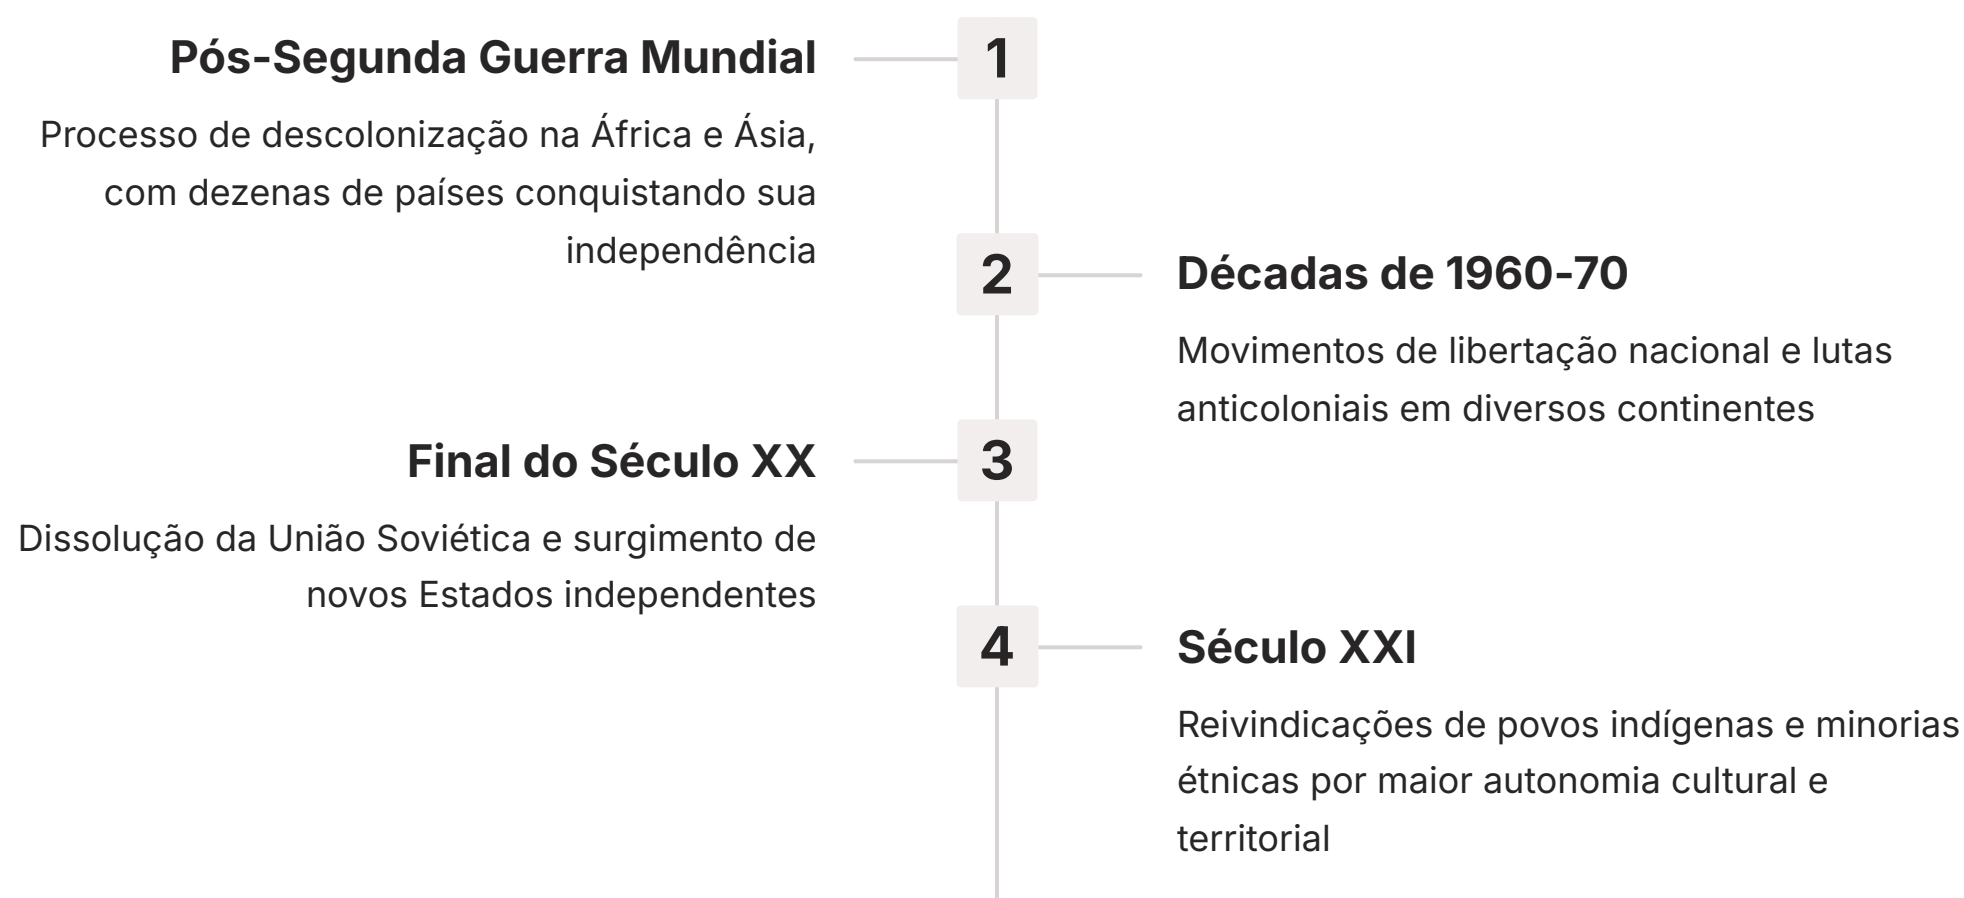 Pós-Segunda Guerra Mundial
1
Processo de descolonização na África e Ásia,
com dezenas de países conquistando sua
independência
2
Décadas de 1960-70
Movimentos de libertação nacional e lutas
anticoloniais em diversos continentes
Final do Século XX
3
Dissolução da União Soviética e surgimento de
novos Estados independentes
4
Século XXI
Reivindicações de povos indígenas e minorias
étnicas por maior autonomia cultural e
territorial